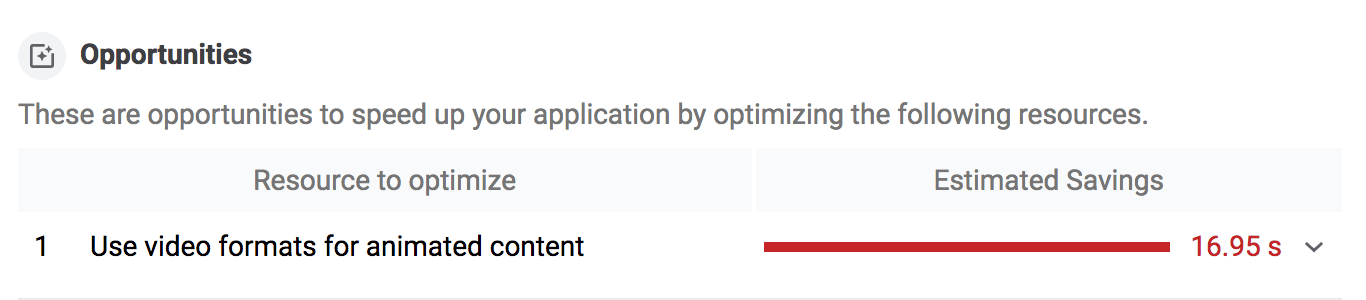 Opportunities
These are opportunities to speed up your application by optimizing the following resources.
Resource to optimize Estimated Savings
1 Use video formats for animated content 16.95 s